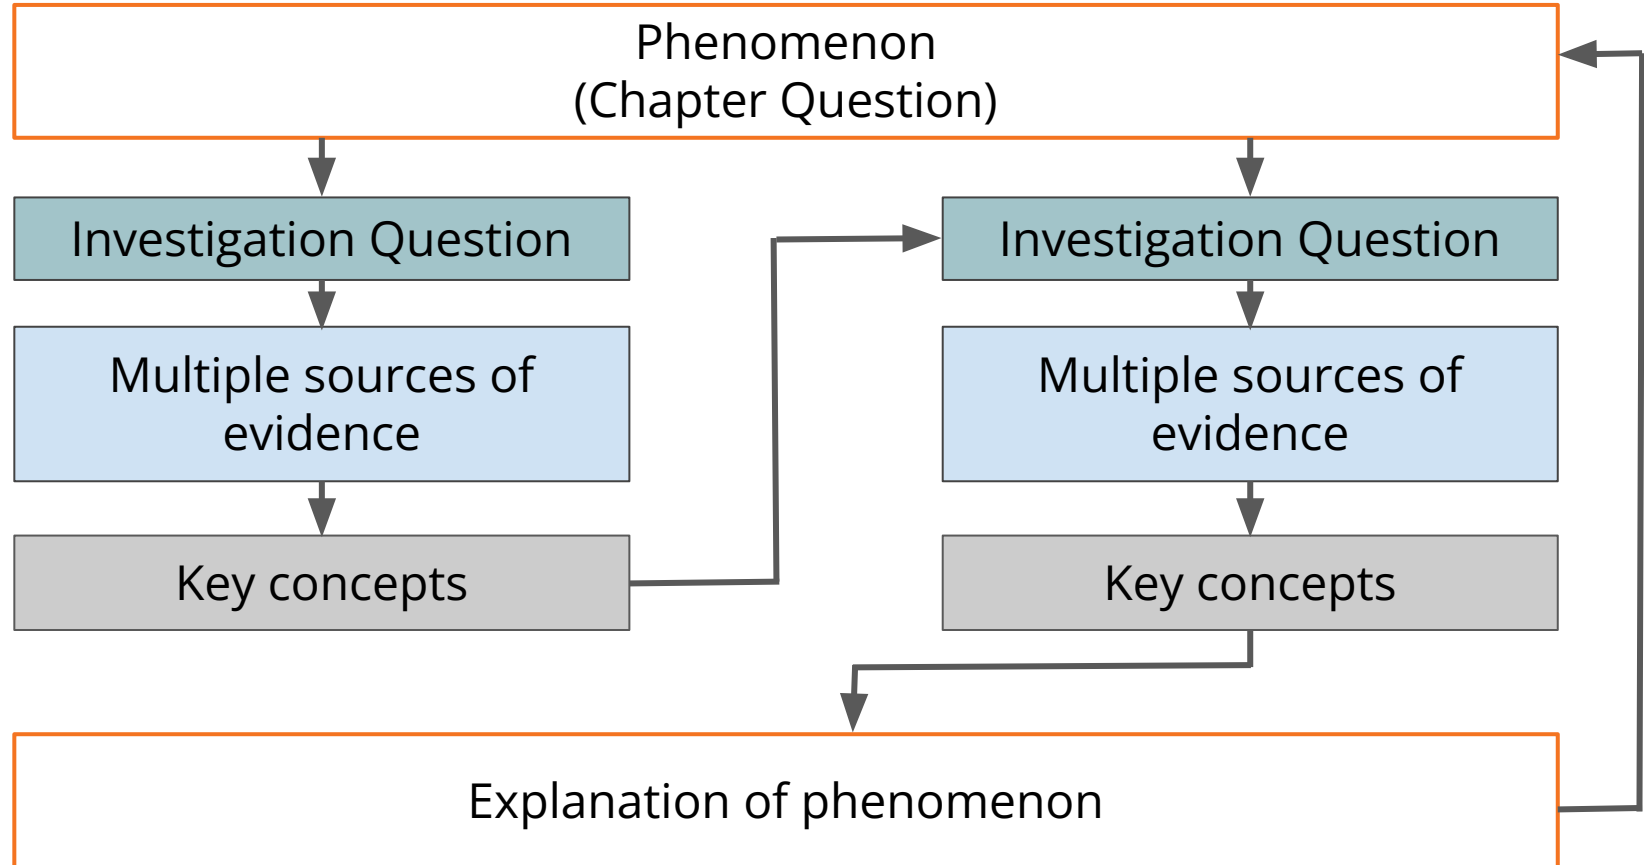 Phenomenon
(Chapter Question)
Investigation Question
Multiple sources of
evidence
Key concepts
Investigation Question
Multiple sources of
evidence
Key concepts
Explanation of phenomenon